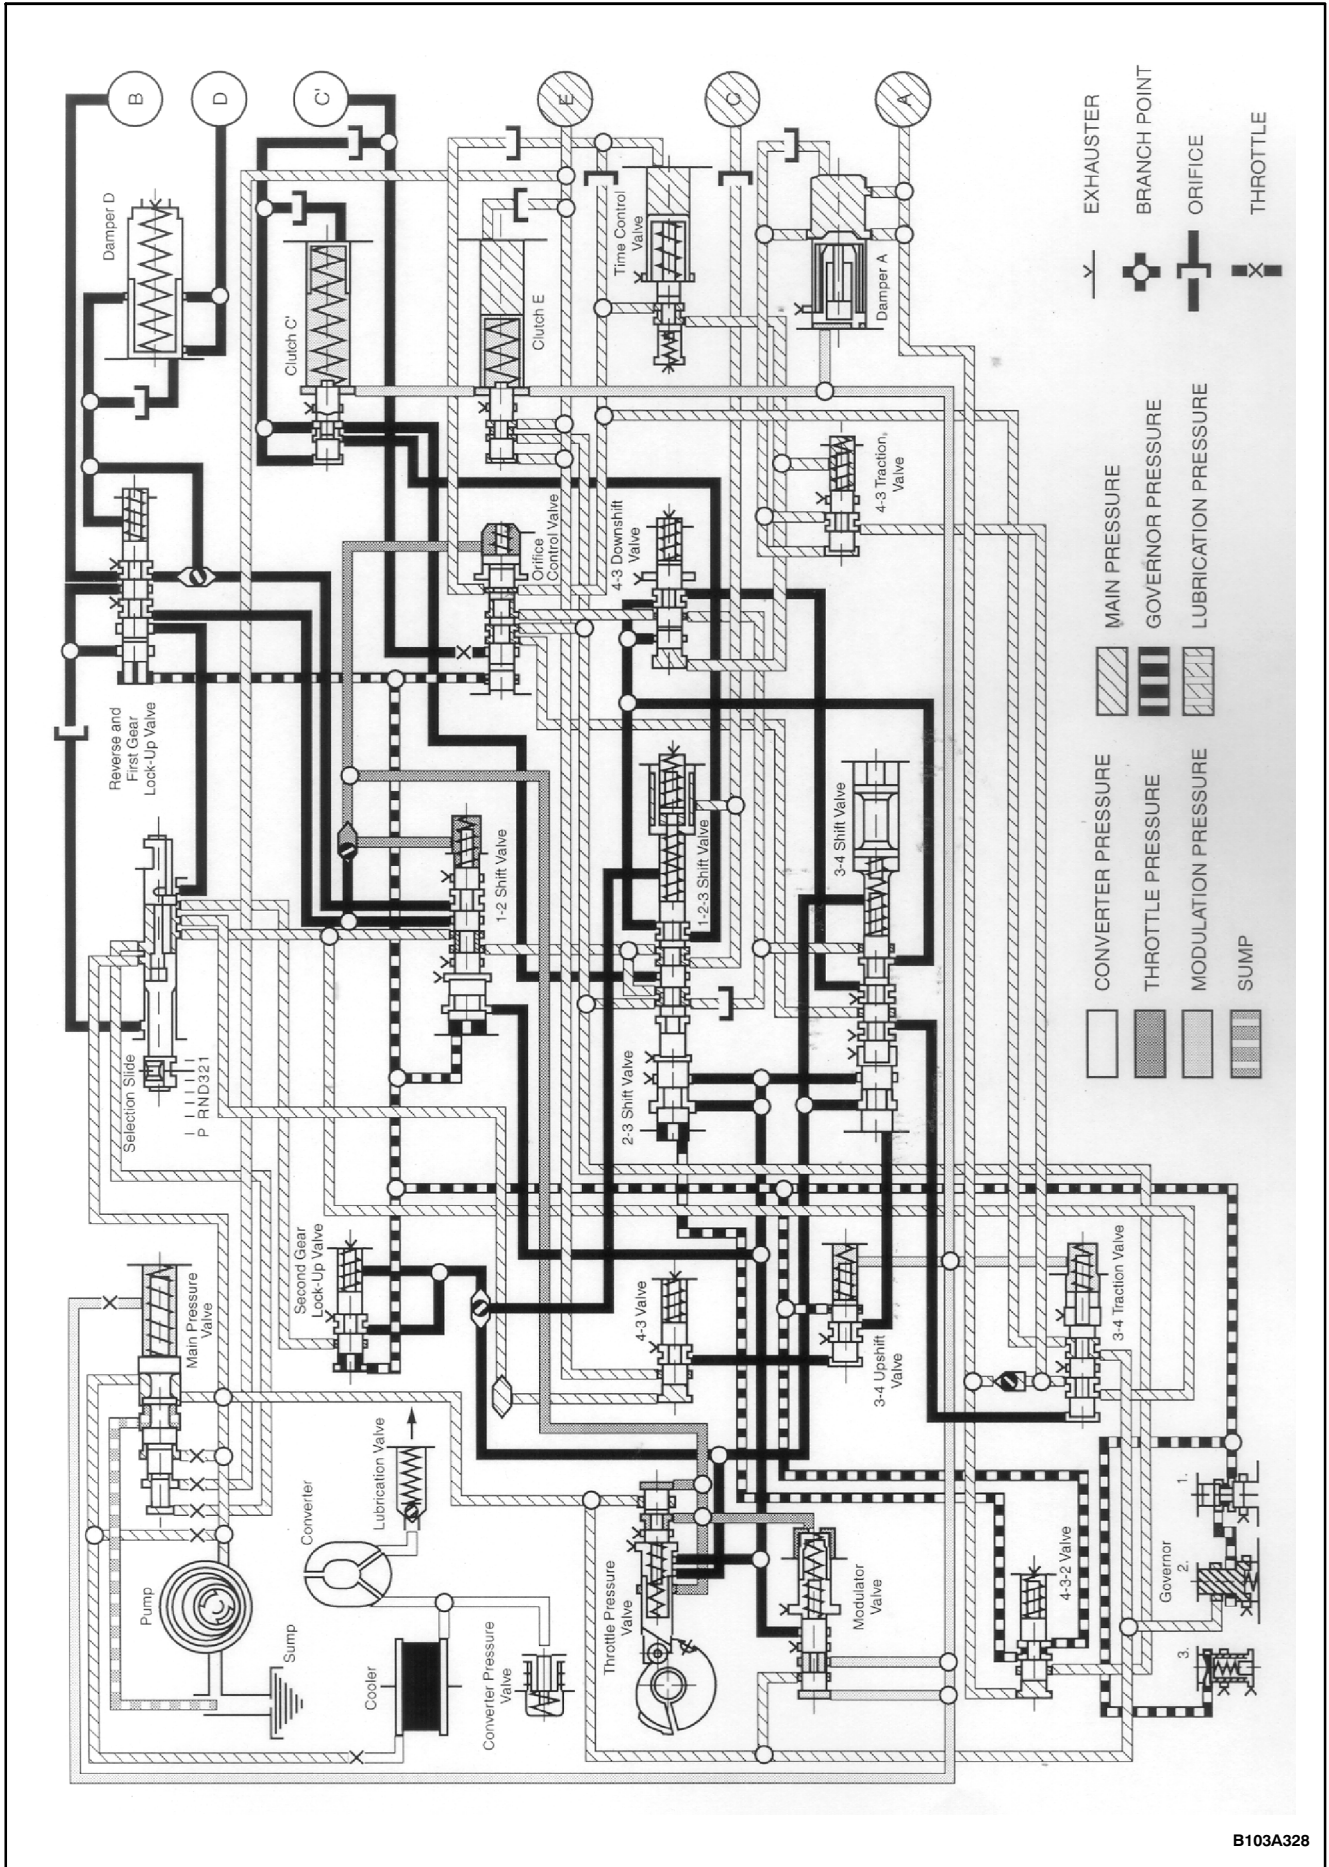 B
D
C'
E
C
A
Damper D
Clutch C'
Clutch E
Time Control
Valve
Damper A
Reverse and
First Gear
Lock-Up Valve
Orifice
Control Valve
4-3 Downshift
Valve
4-3 Traction,
Valve
Selection Slide
P RND321
1-2 Shift Valve
1-2-3 Shift Valve
2-3 Shift Valve
3-4 Shift Valve
Main Pressure
Valve
Second Gear
Lock-Up Valve
4-3 Valve
3-4 Upshift
Valve
3-4 Traction Valve
Pump
Sump
Converter
Lubrication Valve
Cooler
Converter Pressure
Valve
Throttle Pressure
Valve
Modulator
Valve
4-3-2 Valve
Governor
1.
2.
3.
CONVERTER PRESSURE
THROTTLE PRESSURE
MODULATION PRESSURE
SUMP
MAIN PRESSURE
GOVERNOR PRESSURE
LUBRICATION PRESSURE
EXHAUSTER
BRANCH POINT
ORIFICE
THROTTLE
B103A328